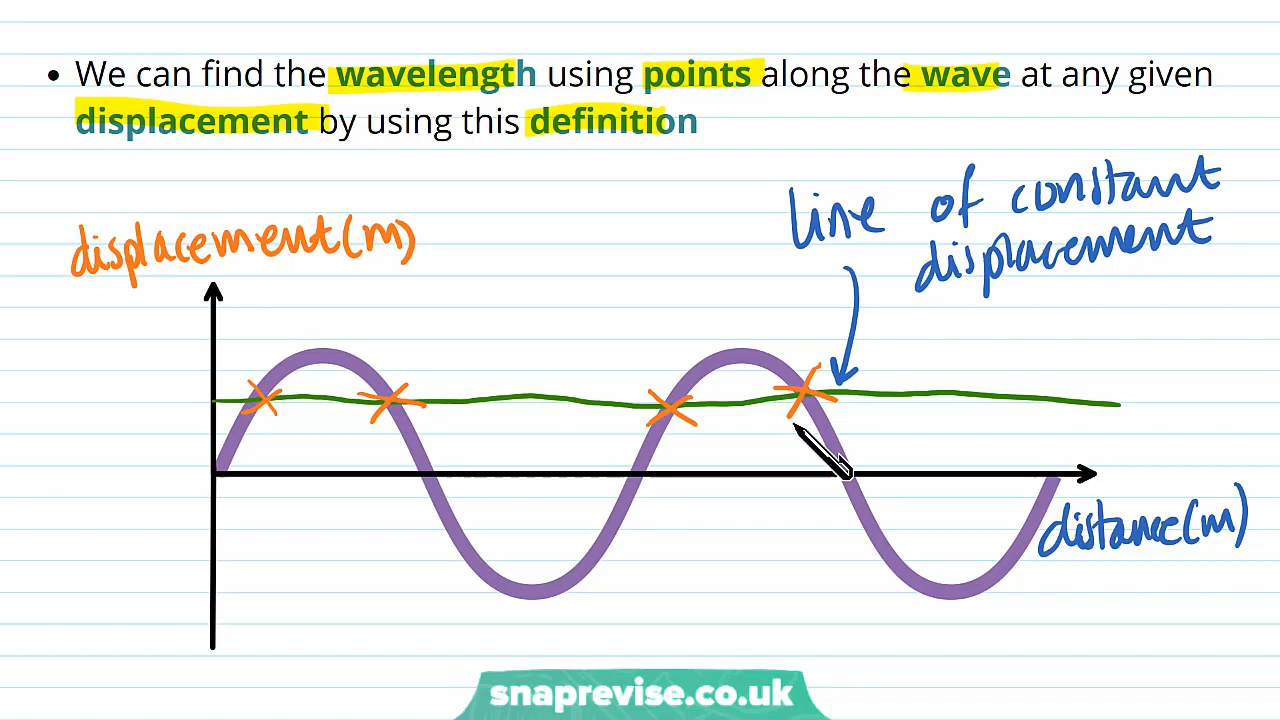 • We can find the wavelength using points along the wave at any given
displacement by using this definition
line of constant
displacement
displacement(m)
distance(m)
snaprevise.co.uk